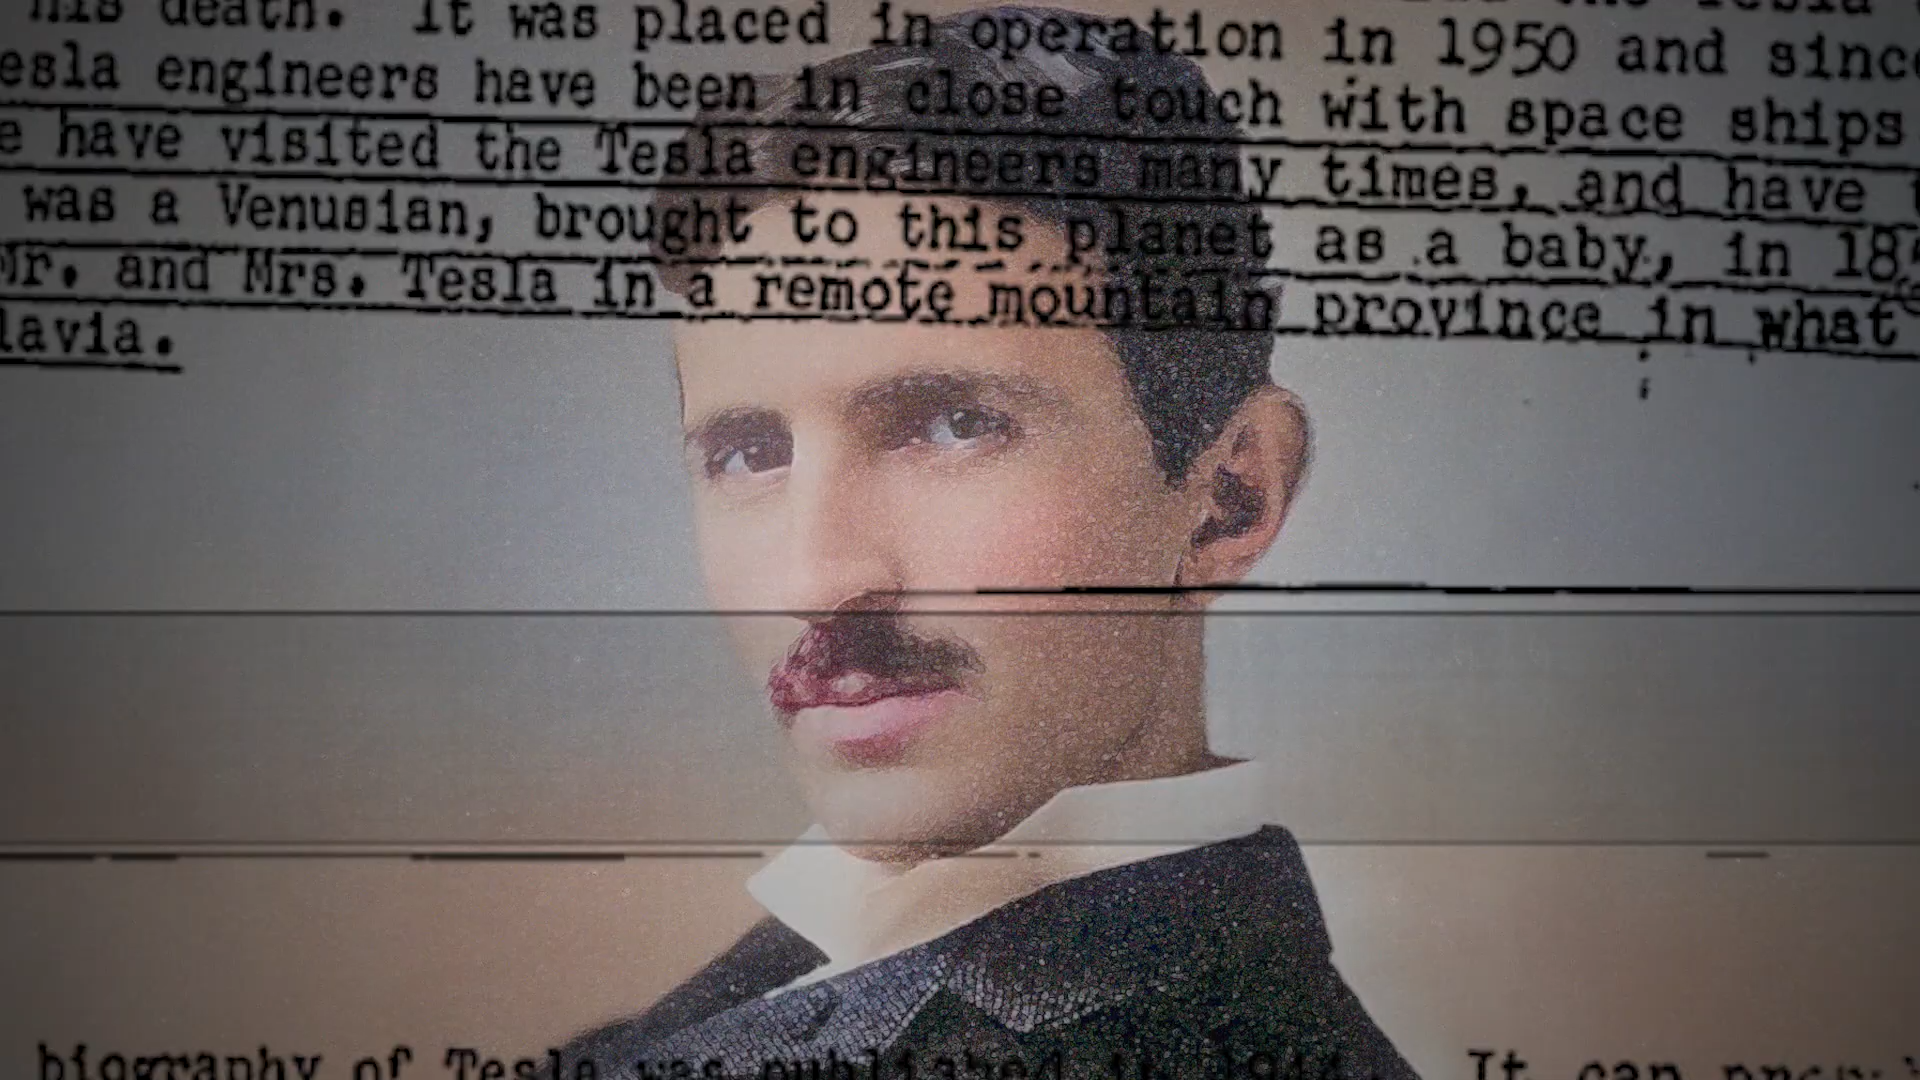 his death. It was placed in operation in 1950 and since
esla engineers have been in close touch with space ships
e have visited the Tesla engineers many times, and have
was a Venusian, brought to this planet as a baby, in 18
Mr. and Mrs. Tesla in a remote mountain province in what
lavia.
biography of Tesla was published in 1944. It can